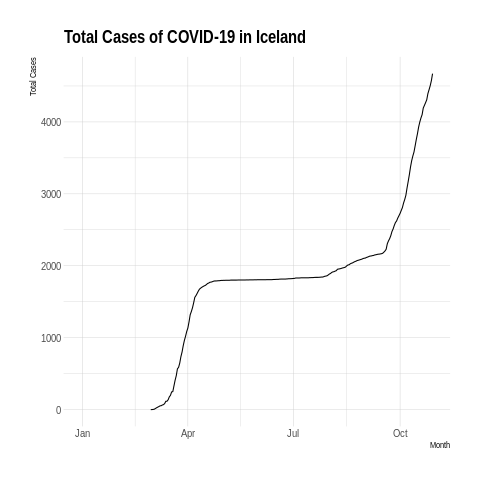 Total Cases of COVID-19 in Iceland
Total Cases
4000
3000
2000
1000
0
Jan Apr Jul Oct
Month